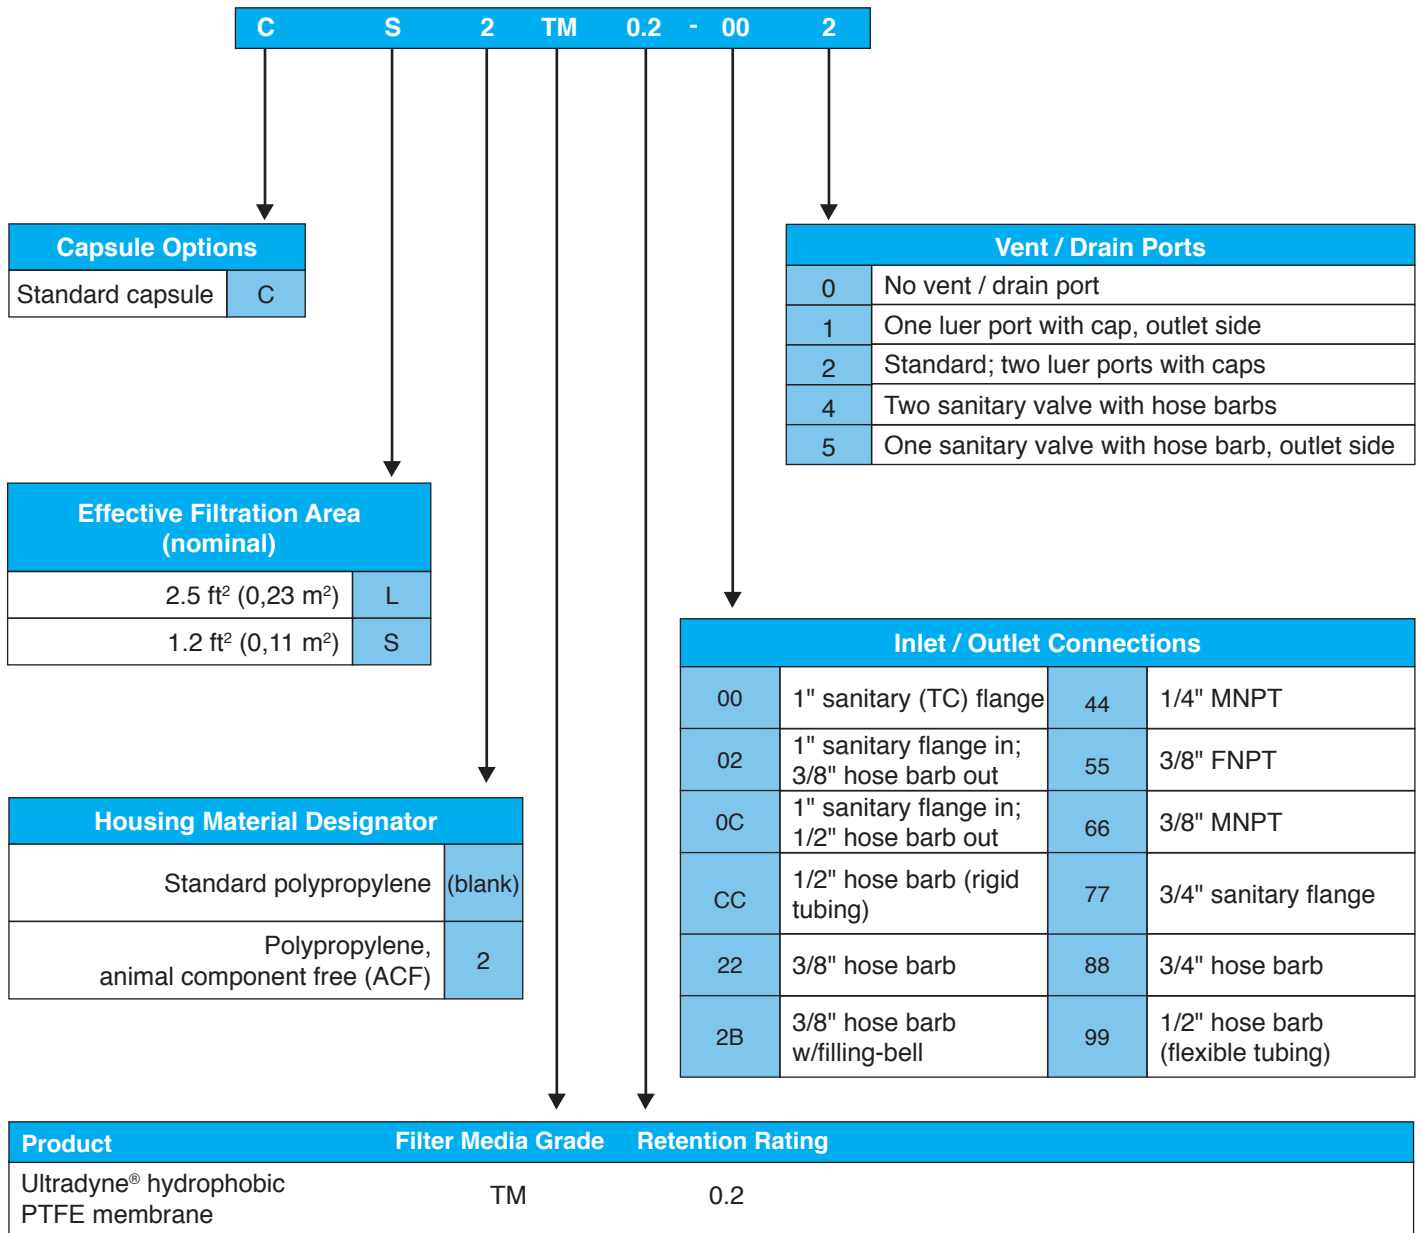 C S 2 TM 0.2 - 00 2
Capsule Options
Standard capsule C
Vent / Drain Ports
0 No vent / drain port
1 One luer port with cap, outlet side
2 Standard; two luer ports with caps
4 Two sanitary valve with hose barbs
5 One sanitary valve with hose barb, outlet side
Effective Filtration Area
(nominal)
2.5 ft² (0,23 m²) L
1.2 ft² (0,11 m²) S
Inlet / Outlet Connections
00 1" sanitary (TC) flange 44 1/4" MNPT
02 1" sanitary flange in;
3/8" hose barb out 55 3/8" FNPT
0C 1" sanitary flange in;
1/2" hose barb out 66 3/8" MNPT
CC 1/2" hose barb (rigid
tubing) 77 3/4" sanitary flange
22 3/8" hose barb 88 3/4" hose barb
2B 3/8" hose barb
w/filling-bell 99 1/2" hose barb
(flexible tubing)
Housing Material Designator
Standard polypropylene (blank)
Polypropylene,
animal component free (ACF) 2
Product Filter Media Grade Retention Rating
Ultradyne® hydrophobic
PTFE membrane TM 0.2